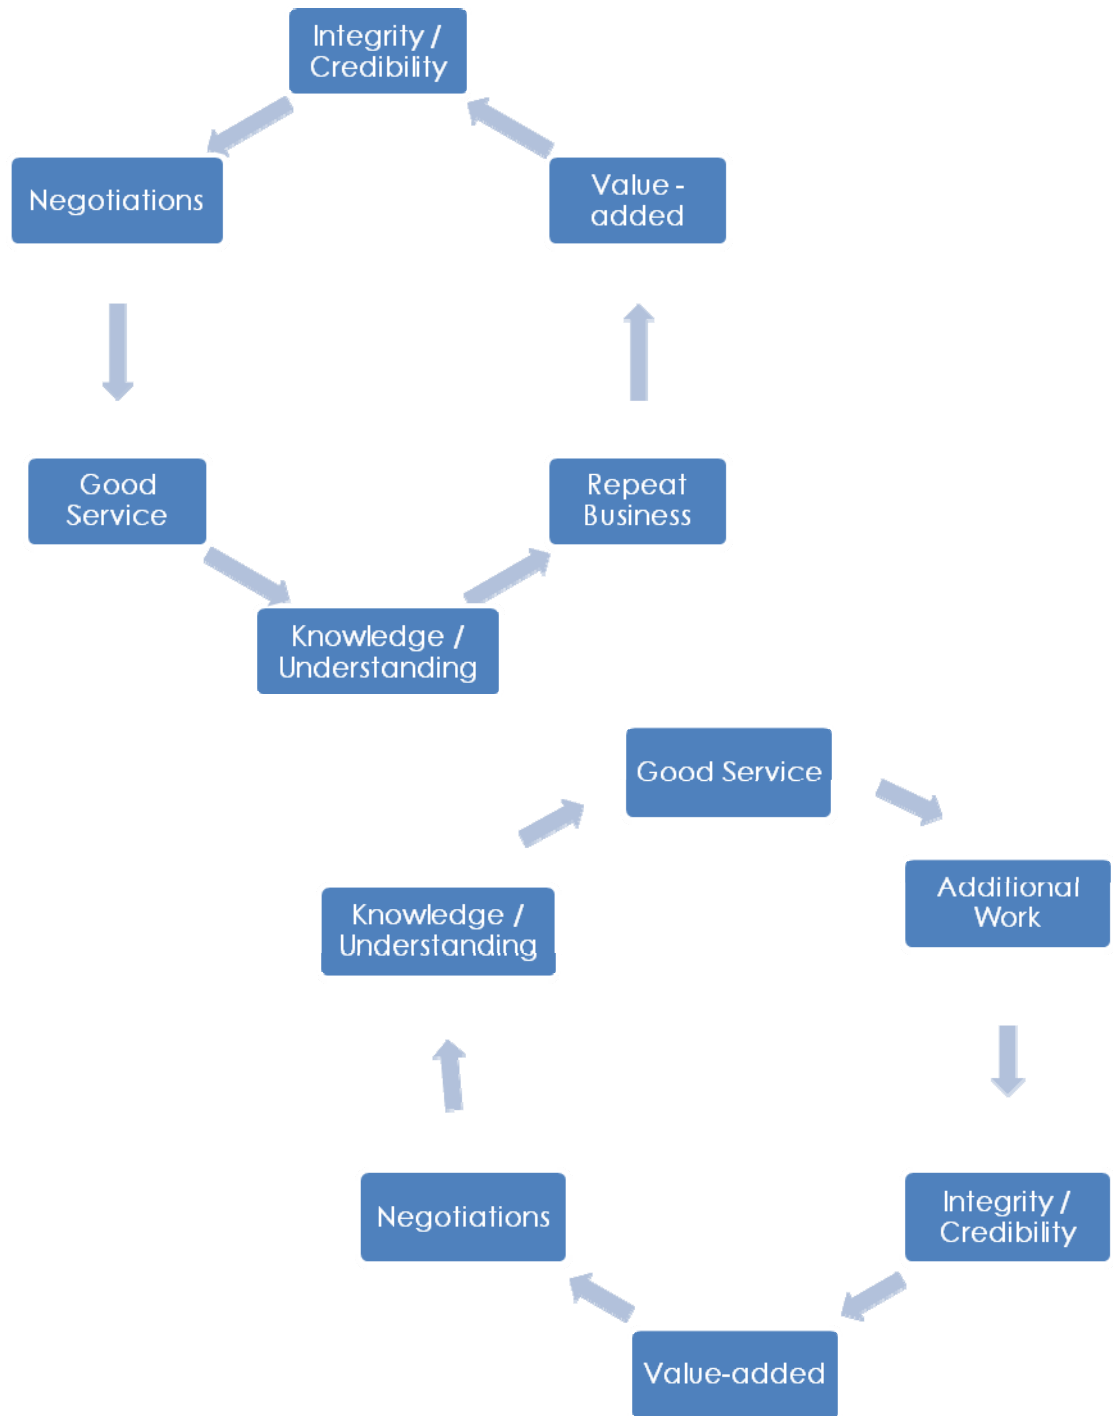 Integrity /
Credibility
Negotiations
Value -
added
Good
Service
Repeat
Business
Knowledge /
Understanding
Good Service
Additional
Work
Knowledge /
Understanding
Negotiations
Integrity /
Credibility
Value-added